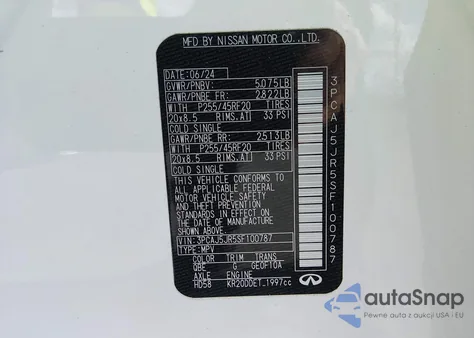 MFD BY NISSAN MOTOR CO.,LTD.
DATE:06/24
GVWR/PNBV: 5075LB
GAWR/PNBE FR: 2822LB
WITH P255/45RF20 TIRES
20x8.5 RIMS.AT 33 PSI
COLD SINGLE
GAWR/PNBE RR: 2513LB
WITH P255/45RF20 TIRES
20x8.5 RIMS.AT 33 PSI
COLD SINGLE
THIS VEHICLE CONFORMS TO
ALL APPLICABLE FEDERAL
MOTOR VEHICLE SAFETY
AND THEFT PREVENTION
STANDARDS IN EFFECT
ON THE DATE OF
MANUFACTURE SHOWN ABOVE.
VIN:3PCAJ5JR5SF100787
TYPE:MPV
COLOR TRIM TRANS
QBE G GEOF10A
AXLE ENGINE
HD58 KR20DDET 1997cc
3PCAJ5JR5SF100787
INFINITI
autoSnap
Pewne auto z USA i EU